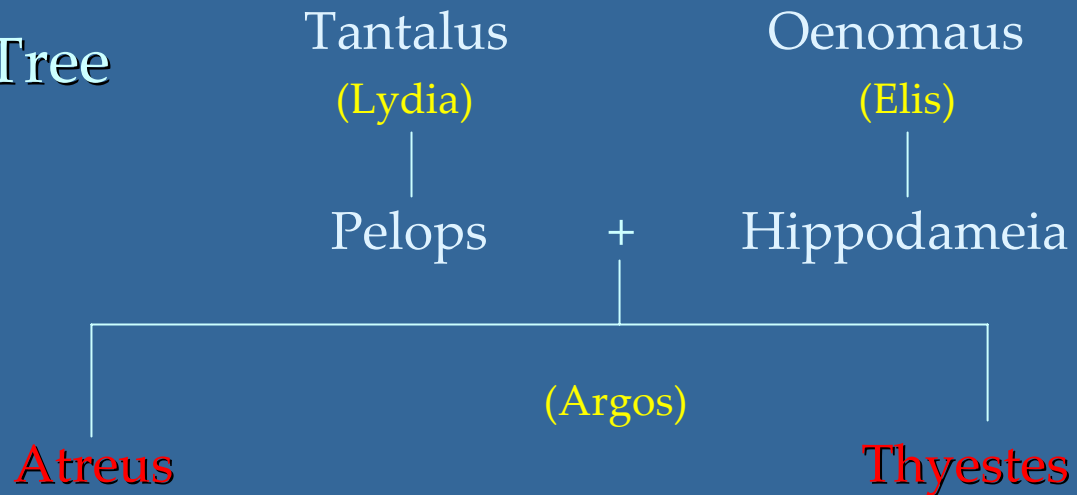 Tree
Tantalus Oenomaus
(Lydia) (Elis)
Pelops + Hippodameia
(Argos)
Atreus Thyestes